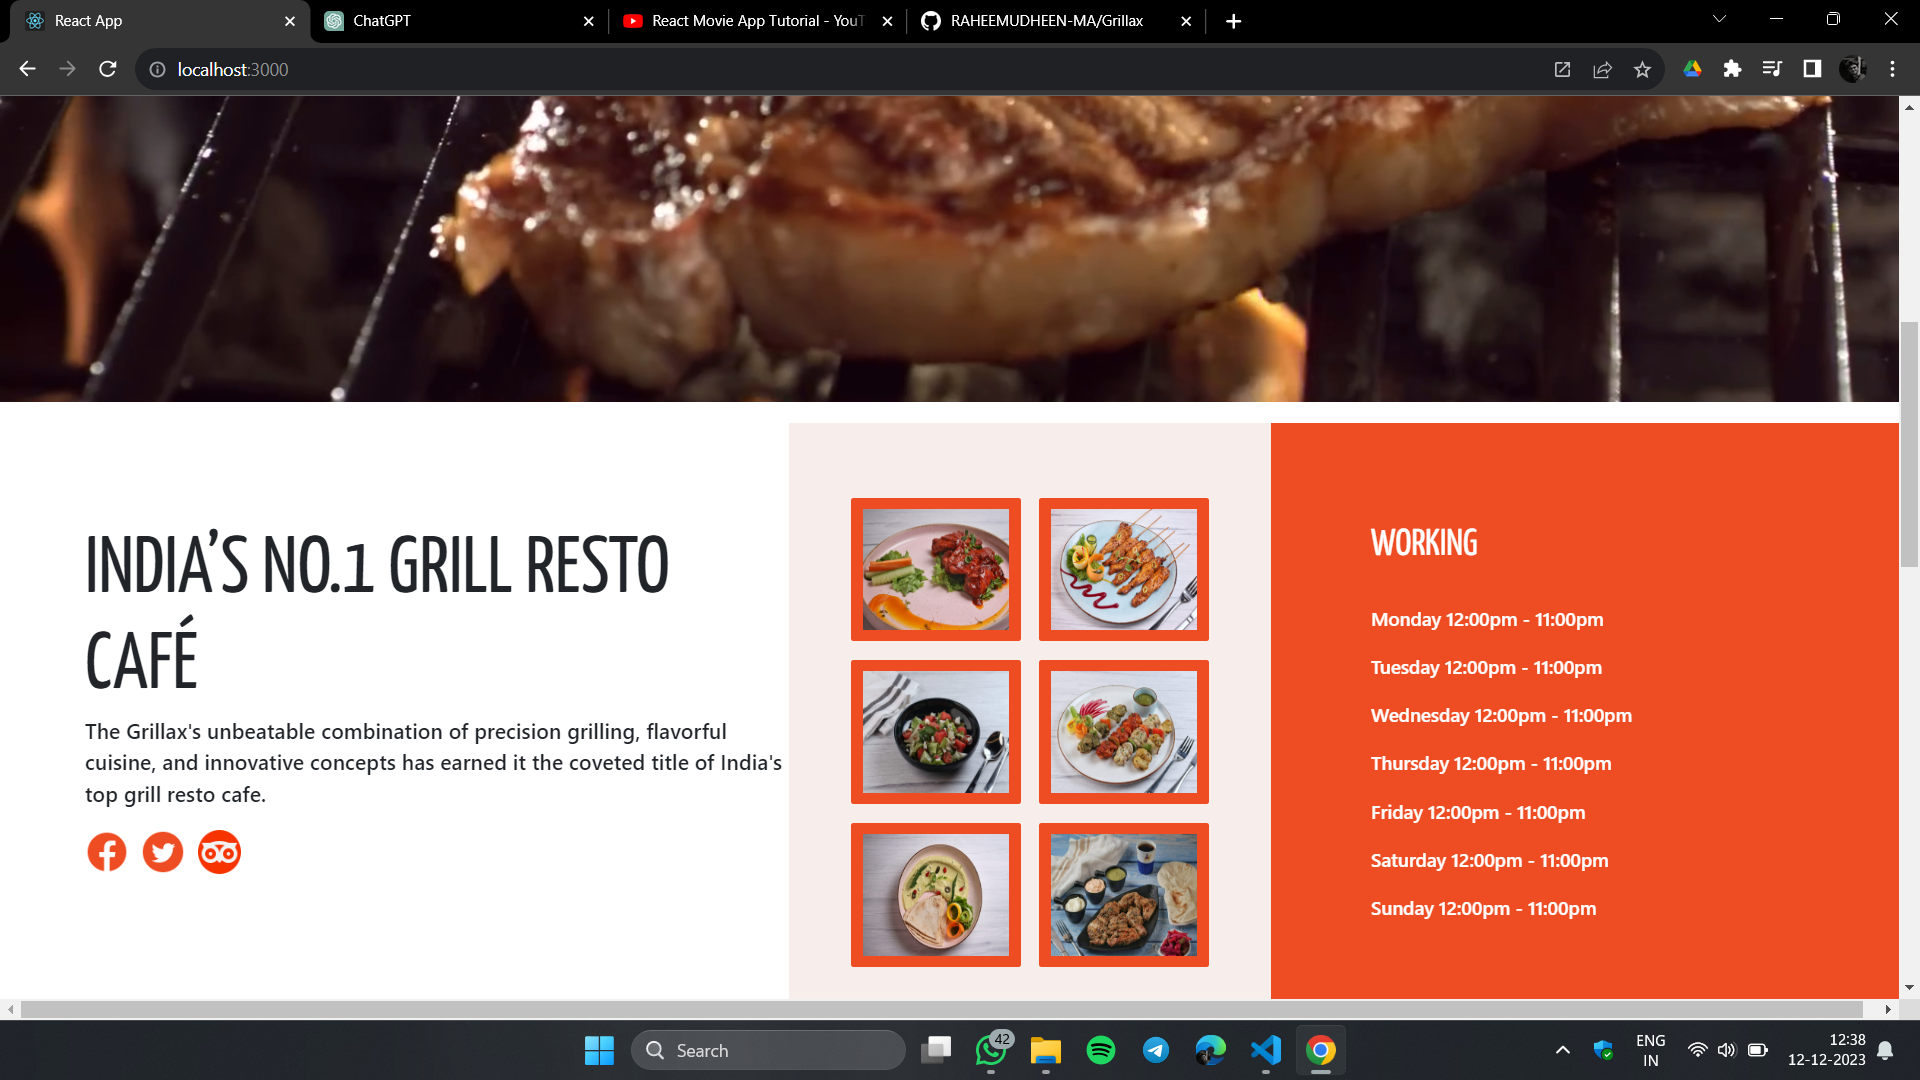 React App
ChatGPT
React Movie App Tutorial - YouT
RAHEEMUDHEEN-MA/Grillax
localhost:3000
INDIA’S NO.1 GRILL RESTO
CAFÉ
The Grillax's unbeatable combination of precision grilling, flavorful
cuisine, and innovative concepts has earned it the coveted title of India's
top grill resto cafe.
WORKING
Monday 12:00pm - 11:00pm
Tuesday 12:00pm - 11:00pm
Wednesday 12:00pm - 11:00pm
Thursday 12:00pm - 11:00pm
Friday 12:00pm - 11:00pm
Saturday 12:00pm - 11:00pm
Sunday 12:00pm - 11:00pm
Search
42
ENG
IN
12:38
12-12-2023